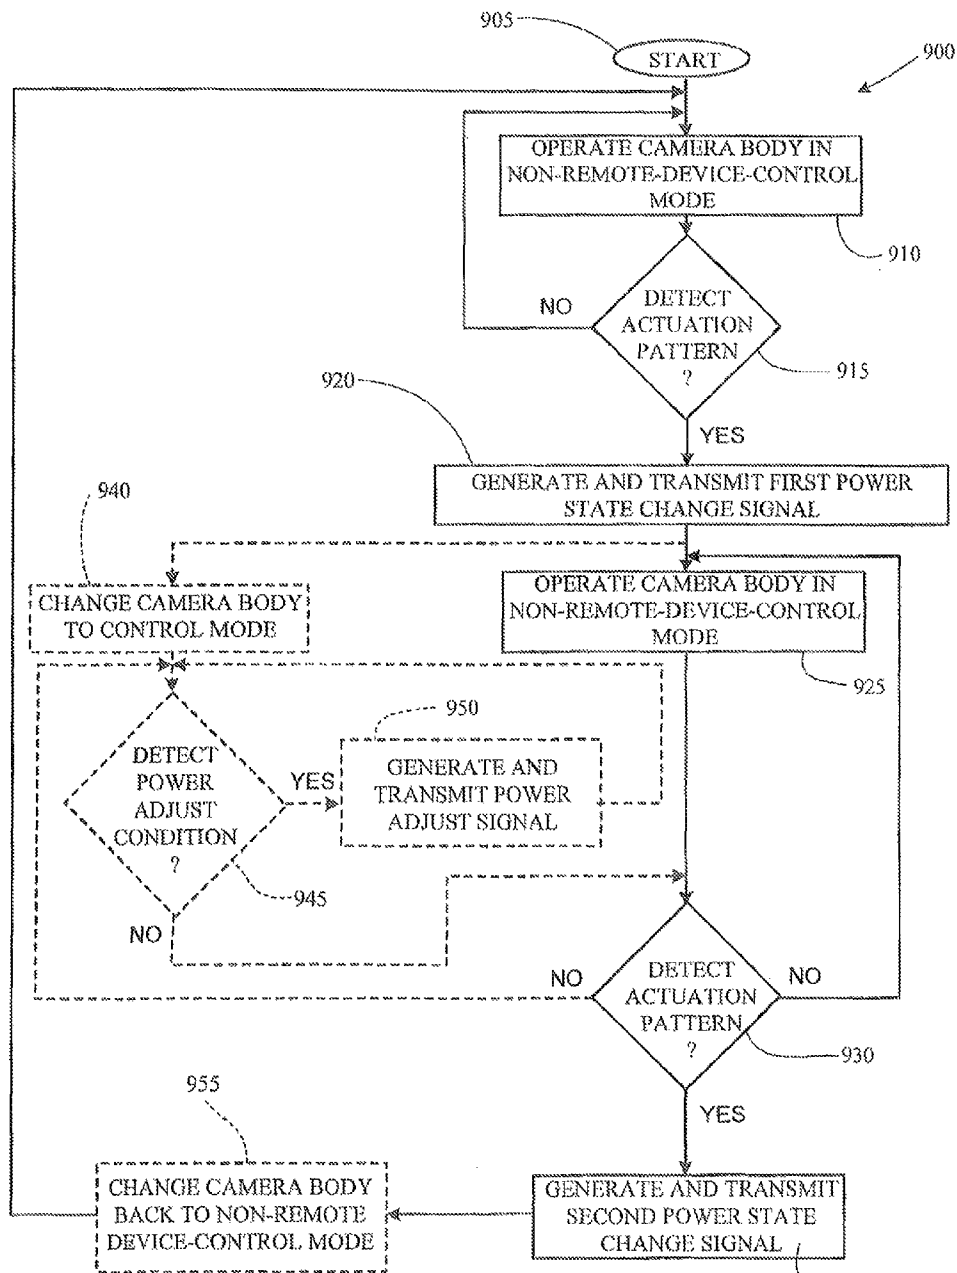 905
START
900
OPERATE CAMERA BODY IN
NON-REMOTE-DEVICE-CONTROL
MODE
910
NO
DETECT
ACTUATION
PATTERN
?
915
920
YES
GENERATE AND TRANSMIT FIRST POWER
STATE CHANGE SIGNAL
940
CHANGE CAMERA BODY
TO CONTROL MODE
OPERATE CAMERA BODY IN
NON-REMOTE-DEVICE-CONTROL
MODE
925
950
DETECT
POWER
ADJUST
CONDITION
?
YES
GENERATE AND
TRANSMIT POWER
ADJUST SIGNAL
945
NO
NO
DETECT
ACTUATION
PATTERN
?
NO
930
955
YES
CHANGE CAMERA BODY
BACK TO NON-REMOTE
DEVICE-CONTROL MODE
GENERATE AND TRANSMIT
SECOND POWER STATE
CHANGE SIGNAL